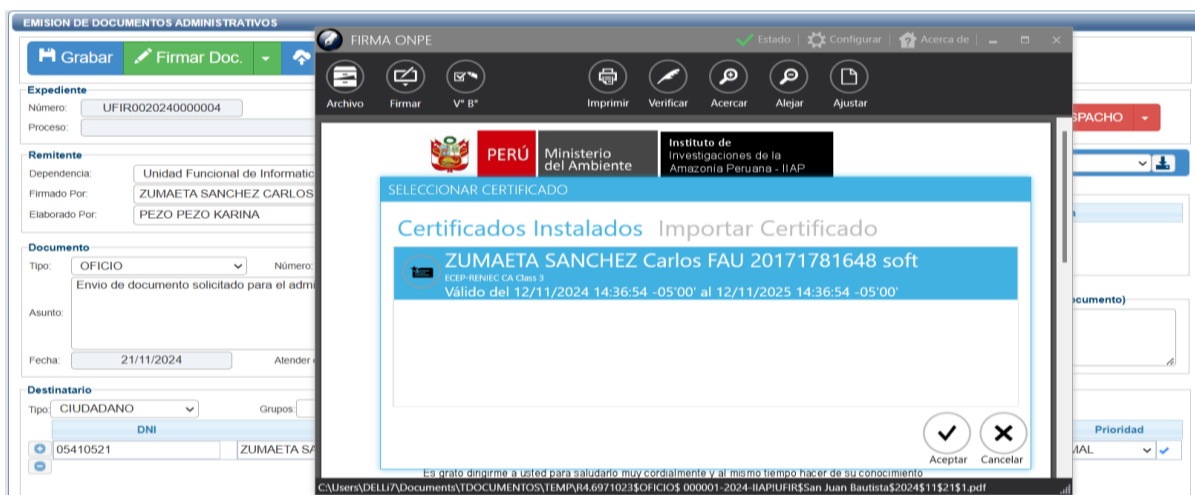 EMISION DE DOCUMENTOS ADMINISTRATIVOS
Grabar
Firmar Doc.
Expediente
Número: UFIR0020240000004
Proceso:
Remitente
Dependencia: Unidad Funcional de Informatic
Firmado Por: ZUMAETA SANCHEZ CARLOS
Elaborado Por: PEZO PEZO KARINA
Documento
Tipo: OFICIO Número:
Envio de documento solicitado para el admi
Asunto:
Fecha: 21/11/2024 Atender
Destinatario
Tipo: CIUDADANO Grupos:
DNI
05410521 ZUMAETA SA
FIRMA ONPE
Estado Configurar Acerca de
Archivo Firmar V° B° Imprimir Verificar Acercar Alejar Ajustar
PERÚ
Ministerio
del Ambiente
Instituto de
Investigaciones de la
Amazonía Peruana - IIAP
SELECCIONAR CERTIFICADO
Certificados Instalados Importar Certificado
ZUMAETA SANCHEZ Carlos FAU 20171781648 soft
ECEP-RENIEC CA Class 3
Válido del 12/11/2024 14:36:54 -05'00' al 12/11/2025 14:36:54 -05'00'
Aceptar Cancelar
Es grato dirigirme a usted para saludarlo muy cordialmente y al mismo tiempo hacer de su conocimiento
C:\Users\DELLi7\Documents\TDOCUMENTOS\TEMP\R4.6971023$OFICIO$ 000001-2024-IIAP!UFIR$San Juan Bautista$2024$11$21$1.pdf
SPACHO
ocumento)
Prioridad
MAL